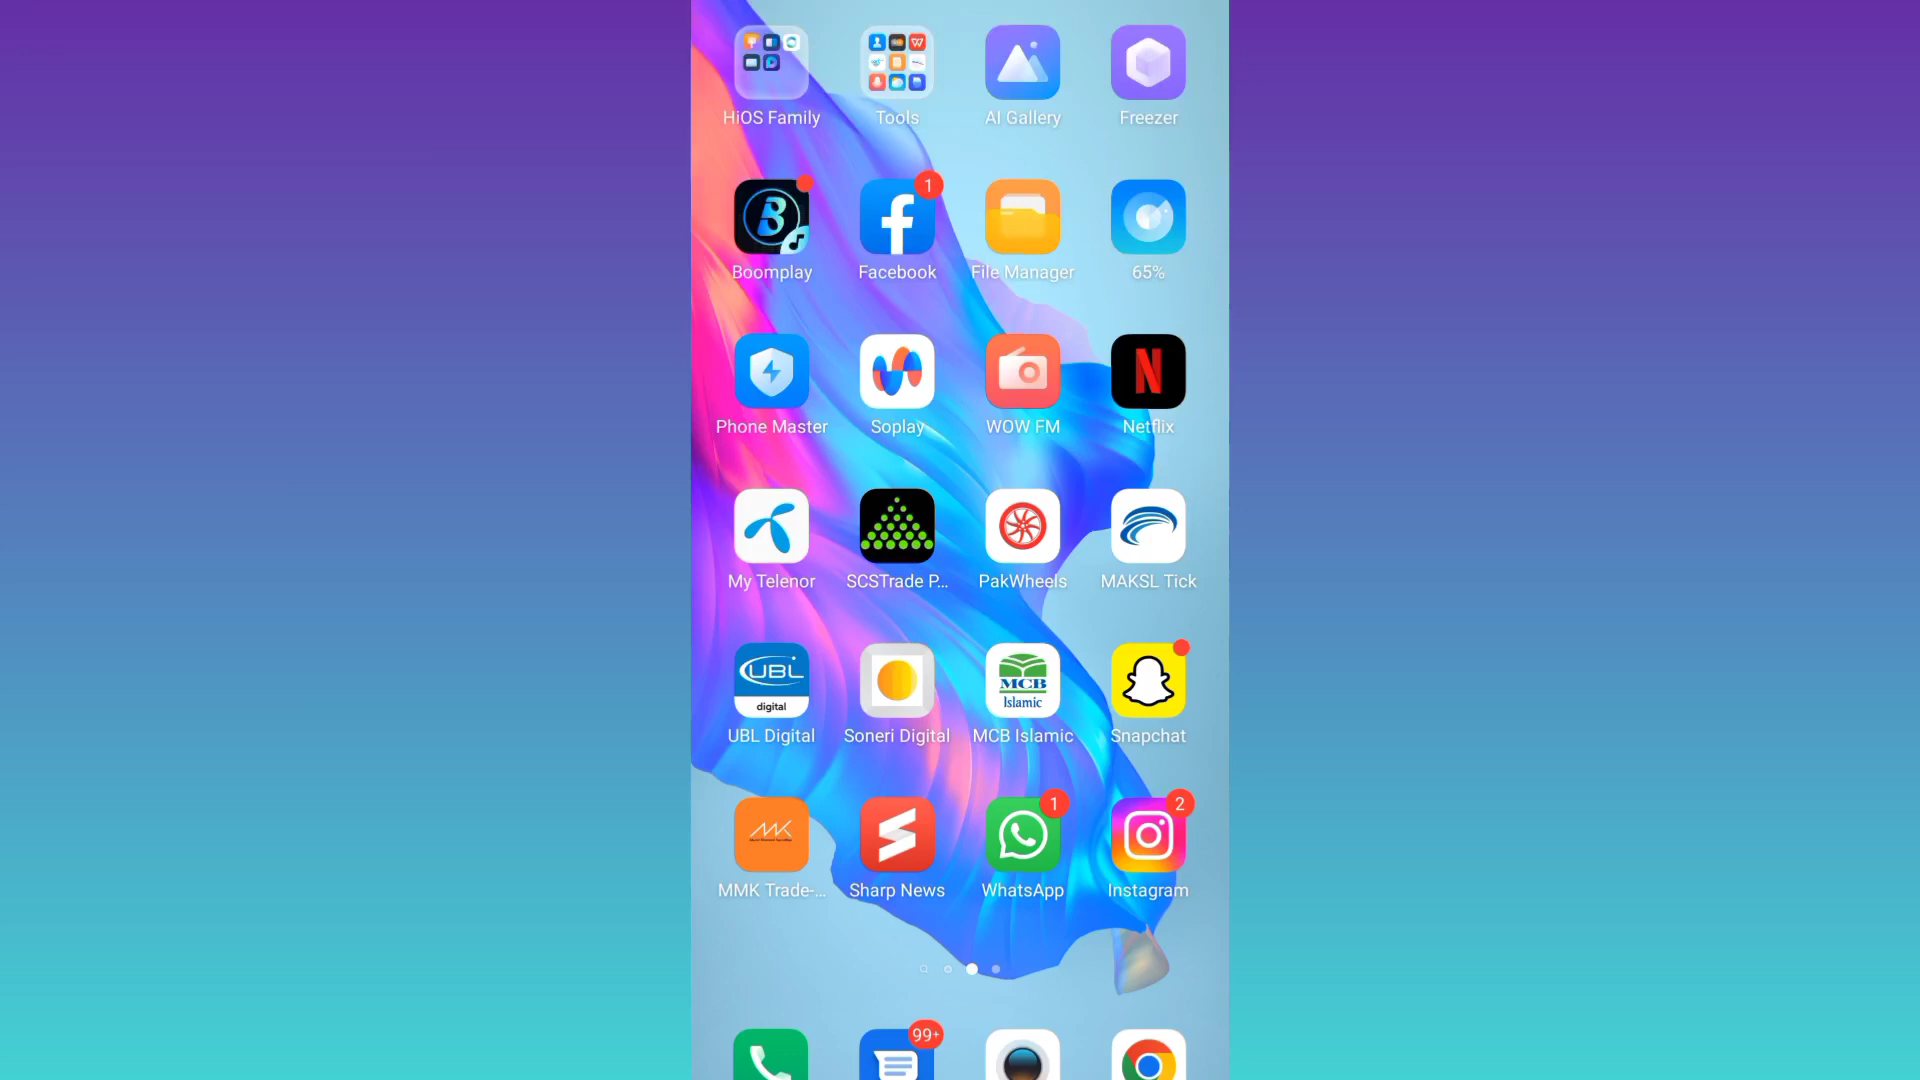 HiOS Family Tools AI Gallery Freezer
1
Boomplay Facebook File Manager 65%
Phone Master Soplay WOW FM Netflix
My Telenor SCSTrade P... PakWheels MAKSL Tick
UBL MCB
digital Islamic
UBL Digital Soneri Digital MCB Islamic Snapchat
1 2
MK
MMK Trade-... Sharp News WhatsApp Instagram
99+